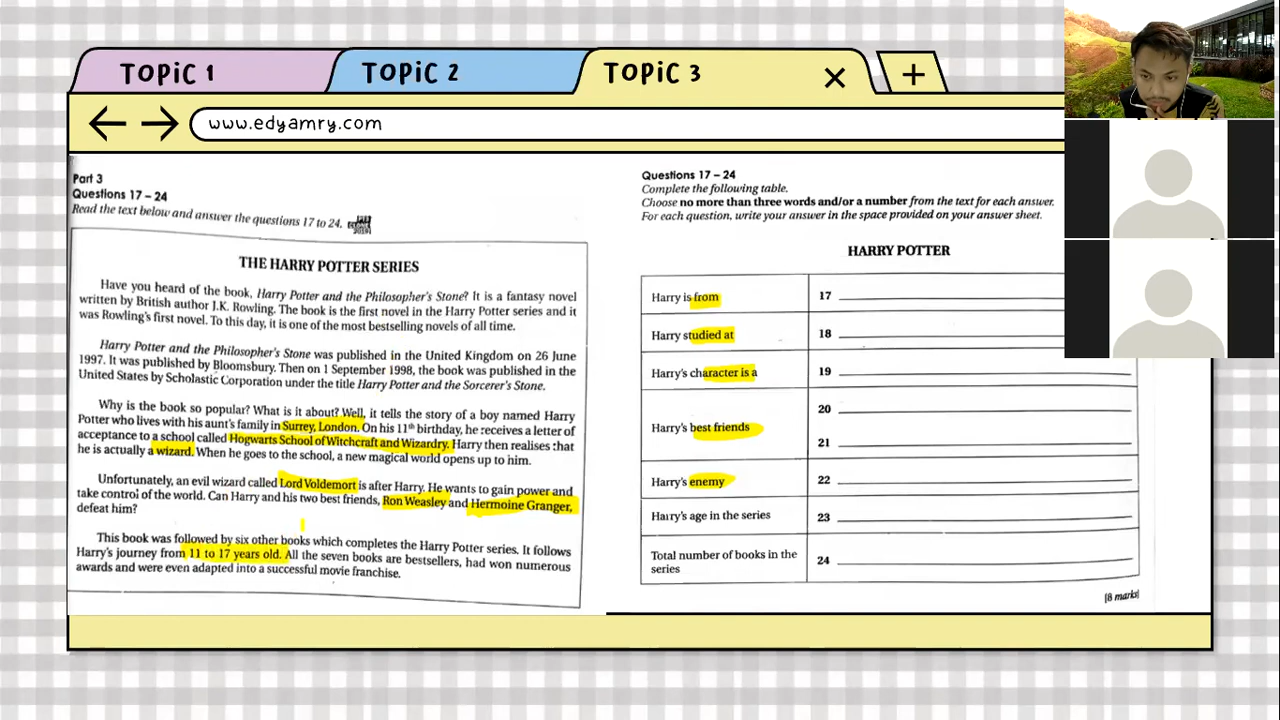 TOPIC 1
TOPIC 2
TOPIC 3
www.edyamry.com
Part 3
Questions 17 – 24
Read the text below and answer the questions 17 to 24.
THE HARRY POTTER SERIES
Have you heard of the book, Harry Potter and the Philosopher's Stone? It is a fantasy novel
written by British author J.K. Rowling. The book is the first novel in the Harry Potter series and it
was Rowling's first novel. To this day, it is one of the most bestselling novels of all time.
Harry Potter and the Philosopher's Stone was published in the United Kingdom on 26 June
1997. It was published by Bloomsbury. Then on 1 September 1998, the book was published in the
United States by Scholastic Corporation under the title Harry Potter and the Sorcerer's Stone.
Why is the book so popular? What is it about? Well, it tells the story of a boy named Harry
Potter who lives with his aunt's family in Surrey, London. On his 11th birthday, he receives a letter of
acceptance to a school called Hogwarts School of Witchcraft and Wizardry. Harry then realises that
he is actually a wizard. When he goes to the school, a new magical world opens up to him.
Unfortunately, an evil wizard called Lord Voldemort is after Harry. He wants to gain power and
take control of the world. Can Harry and his two best friends, Ron Weasley and Hermoine Granger,
defeat him?
This book was followed by six other books which completes the Harry Potter series. It follows
Harry's journey from 11 to 17 years old. All the seven books are bestsellers, had won numerous
awards and were even adapted into a successful movie franchise.
Questions 17 – 24
Complete the following table.
Choose no more than three words and/or a number from the text for each answer.
For each question, write your answer in the space provided on your answer sheet.
HARRY POTTER
Harry is from 17
Harry studied at 18
Harry's character is a 19
Harry's best friends 20
21
Harry's enemy 22
Harry's age in the series 23
Total number of books in the
series 24
[8 marks]